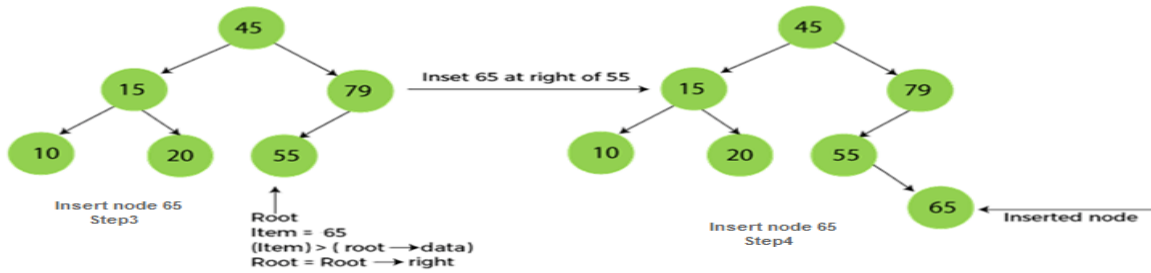 45
15
79
10
20
55
Insert node 65
Step3
Root
Item = 65
(Item) > ( root → data)
Root = Root → right
Inset 65 at right of 55
45
15
79
10
20
55
65
Inserted node
Insert node 65
Step4